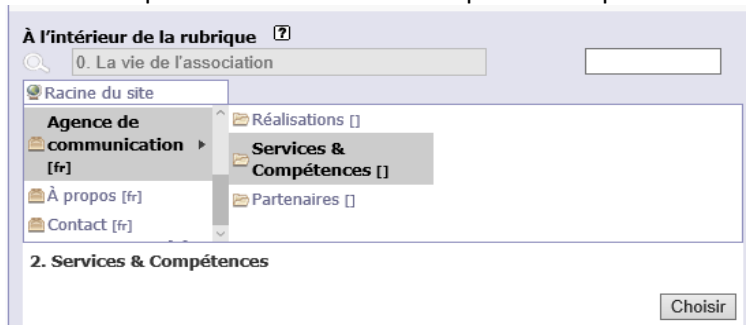 À l'intérieur de la rubrique ?
0. La vie de l'association
Racine du site
Agence de
communication
[fr]
À propos [fr]
Contact [fr]
Réalisations []
Services &
Compétences []
Partenaires []
2. Services & Compétences
Choisir